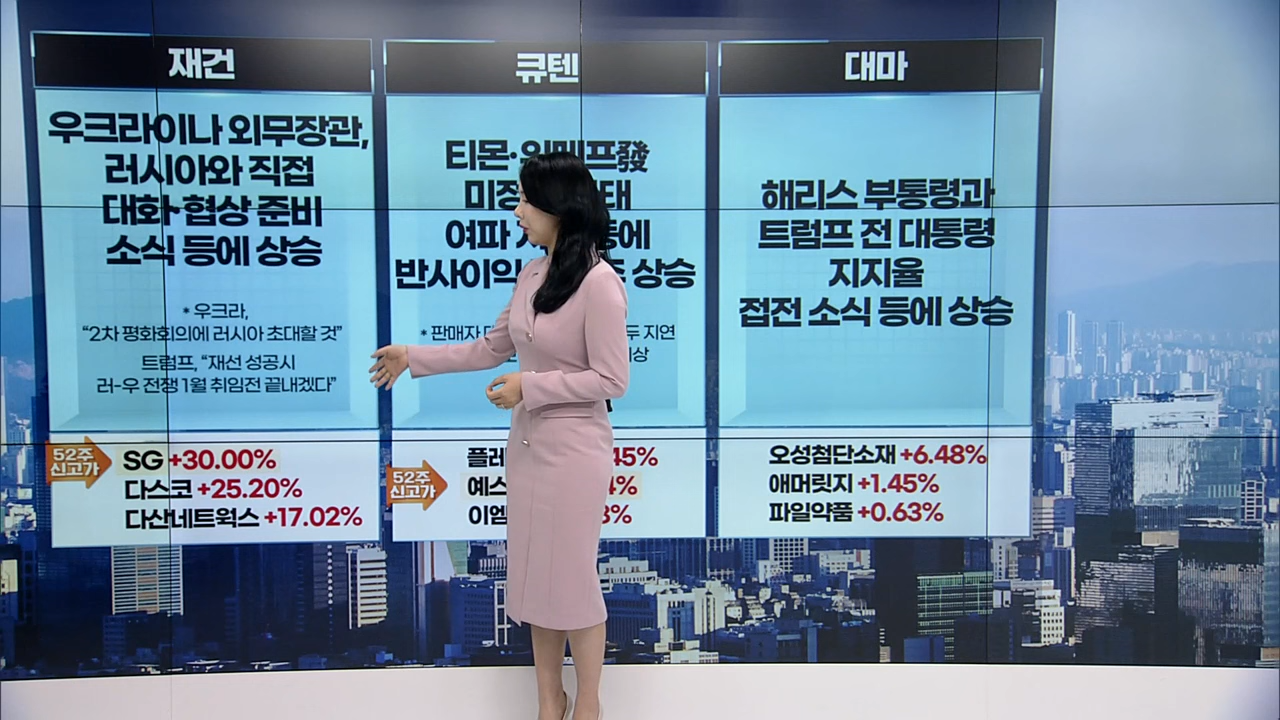 재건
우크라이나 외무장관,
러시아와 직접
대화·협상 준비
소식 등에 상승
* 우크라,
“2차 평화회의에 러시아 초대할 것”
트럼프, “재선 성공시
러-우 전쟁 1월 취임전 끝내겠다”
52주
신고가
SG +30.00%
다스코 +25.20%
다산네트웍스 +17.02%
큐텐
티몬· 發
여파
반사이익 상승
* 판매자 지연
52주
신고가
대마
해리스 부통령과
트럼프 전 대통령
지지율
접전 소식 등에 상승
오성첨단소재 +6.48%
애머릿지 +1.45%
파일약품 +0.63%